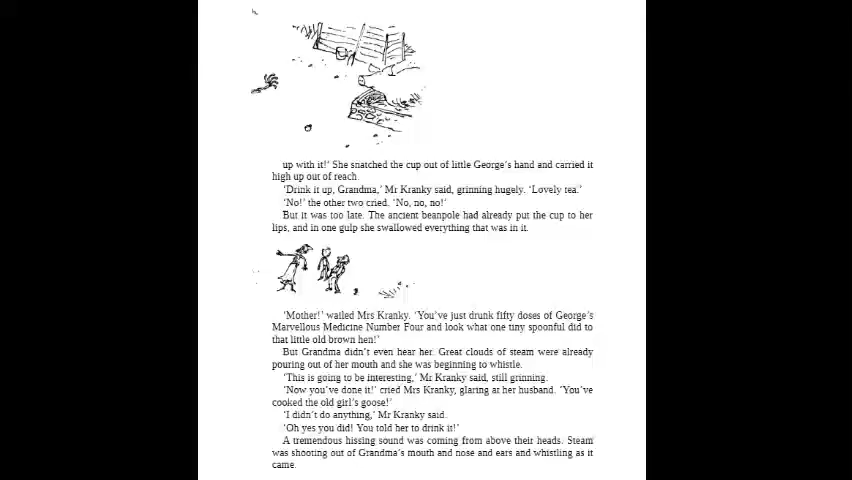 up with it!’ She snatched the cup out of little George’s hand and carried it
high up out of reach.
‘Drink it up, Grandma,’ Mr Kranky said, grinning hugely. ‘Lovely tea.’
‘No!’ the other two cried. ‘No, no, no!’
But it was too late. The ancient beanpole had already put the cup to her
lips, and in one gulp she swallowed everything that was in it.
‘Mother!’ wailed Mrs Kranky. ‘You’ve just drunk fifty doses of George’s
Marvellous Medicine Number Four and look what one tiny spoonful did to
that little old brown hen!’
But Grandma didn’t even hear her. Great clouds of steam were already
pouring out of her mouth and she was beginning to whistle.
‘This is going to be interesting,’ Mr Kranky said, still grinning.
‘Now you’ve done it!’ cried Mrs Kranky, glaring at her husband. ‘You’ve
cooked the old girl’s goose!’
‘I didn’t do anything,’ Mr Kranky said.
‘Oh yes you did! You told her to drink it!’
A tremendous hissing sound was coming from above their heads. Steam
was shooting out of Grandma’s mouth and nose and ears and whistling as it
came.